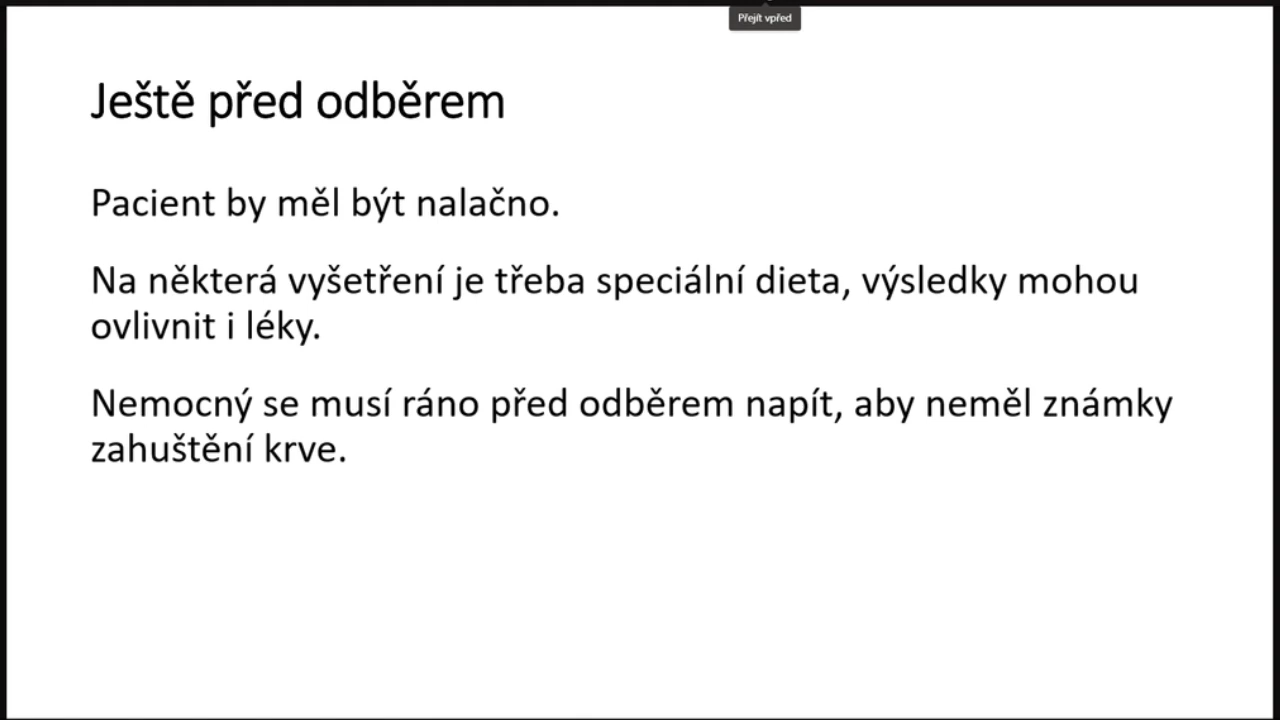 Přejít vpřed
Ještě před odběrem
Pacient by měl být nalačno.
Na některá vyšetření je třeba speciální dieta, výsledky mohou
ovlivnit i léky.
Nemocný se musí ráno před odběrem napít, aby neměl známky
zahuštění krve.